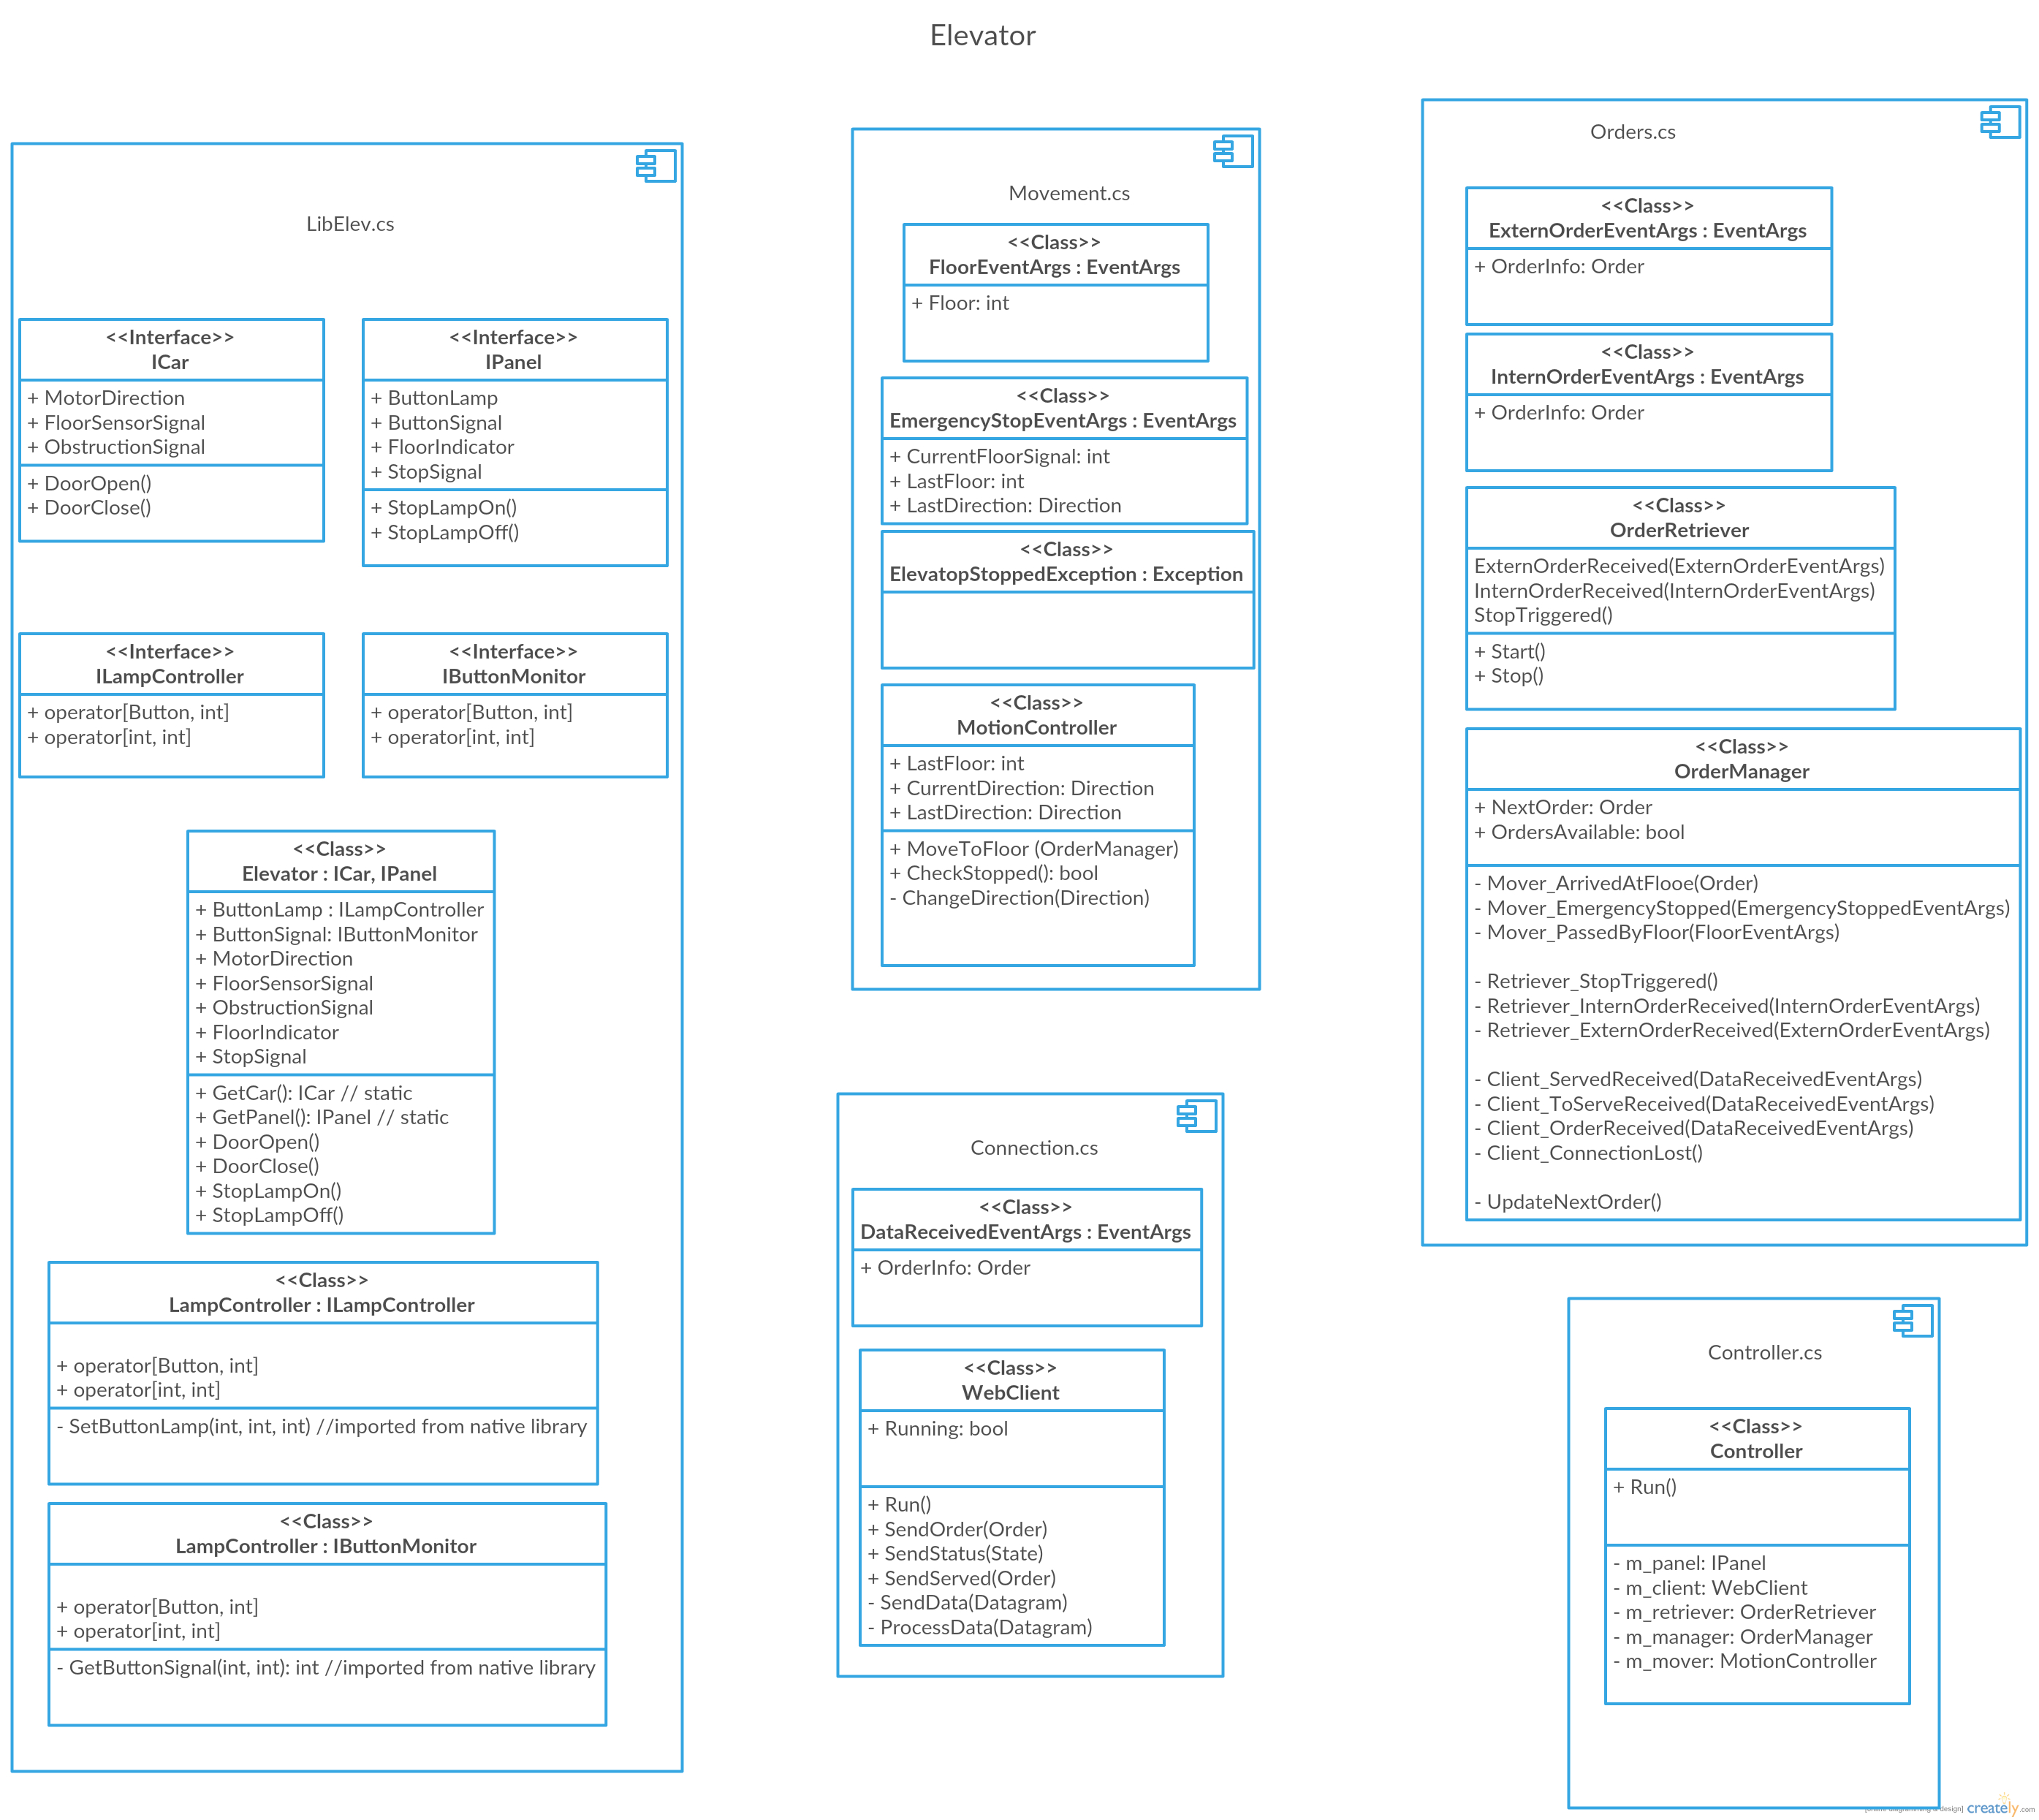 Elevator
LibElev.cs
<<Interface>>
ICar
+ MotorDirection
+ FloorSensorSignal
+ ObstructionSignal
+ DoorOpen()
+ DoorClose()
<<Interface>>
IPanel
+ ButtonLamp
+ ButtonSignal
+ FloorIndicator
+ StopSignal
+ StopLampOn()
+ StopLampOff()
<<Interface>>
ILampController
+ operator[Button, int]
+ operator[int, int]
<<Interface>>
IButtonMonitor
+ operator[Button, int]
+ operator[int, int]
<<Class>>
Elevator : ICar, IPanel
+ ButtonLamp : ILampController
+ ButtonSignal: IButtonMonitor
+ MotorDirection
+ FloorSensorSignal
+ ObstructionSignal
+ FloorIndicator
+ StopSignal
+ GetCar(): ICar // static
+ GetPanel(): IPanel // static
+ DoorOpen()
+ DoorClose()
+ StopLampOn()
+ StopLampOff()
<<Class>>
LampController : ILampController
+ operator[Button, int]
+ operator[int, int]
- SetButtonLamp(int, int, int) //imported from native library
<<Class>>
LampController : IButtonMonitor
+ operator[Button, int]
+ operator[int, int]
- GetButtonSignal(int, int): int //imported from native library
Movement.cs
<<Class>>
FloorEventArgs : EventArgs
+ Floor: int
<<Class>>
EmergencyStopEventArgs : EventArgs
+ CurrentFloorSignal: int
+ LastFloor: int
+ LastDirection: Direction
<<Class>>
ElevatopStoppedException : Exception
<<Class>>
MotionController
+ LastFloor: int
+ CurrentDirection: Direction
+ LastDirection: Direction
+ MoveToFloor (OrderManager)
+ CheckStopped(): bool
- ChangeDirection(Direction)
Connection.cs
<<Class>>
DataReceivedEventArgs : EventArgs
+ OrderInfo: Order
<<Class>>
WebClient
+ Running: bool
+ Run()
+ SendOrder(Order)
+ SendStatus(State)
+ SendServed(Order)
- SendData(Datagram)
- ProcessData(Datagram)
Orders.cs
<<Class>>
ExternOrderEventArgs : EventArgs
+ OrderInfo: Order
<<Class>>
InternOrderEventArgs : EventArgs
+ OrderInfo: Order
<<Class>>
OrderRetriever
ExternOrderReceived(ExternOrderEventArgs)
InternOrderReceived(InternOrderEventArgs)
StopTriggered()
+ Start()
+ Stop()
<<Class>>
OrderManager
+ NextOrder: Order
+ OrdersAvailable: bool
- Mover_ArrivedAtFlooe(Order)
- Mover_EmergencyStopped(EmergencyStoppedEventArgs)
- Mover_PassedByFloor(FloorEventArgs)
- Retriever_StopTriggered()
- Retriever_InternOrderReceived(InternOrderEventArgs)
- Retriever_ExternOrderReceived(ExternOrderEventArgs)
- Client_ServedReceived(DataReceivedEventArgs)
- Client_ToServeReceived(DataReceivedEventArgs)
- Client_OrderReceived(DataReceivedEventArgs)
- Client_ConnectionLost()
- UpdateNextOrder()
Controller.cs
<<Class>>
Controller
+ Run()
- m_panel: IPanel
- m_client: WebClient
- m_retriever: OrderRetriever
- m_manager: OrderManager
- m_mover: MotionController
creately.com